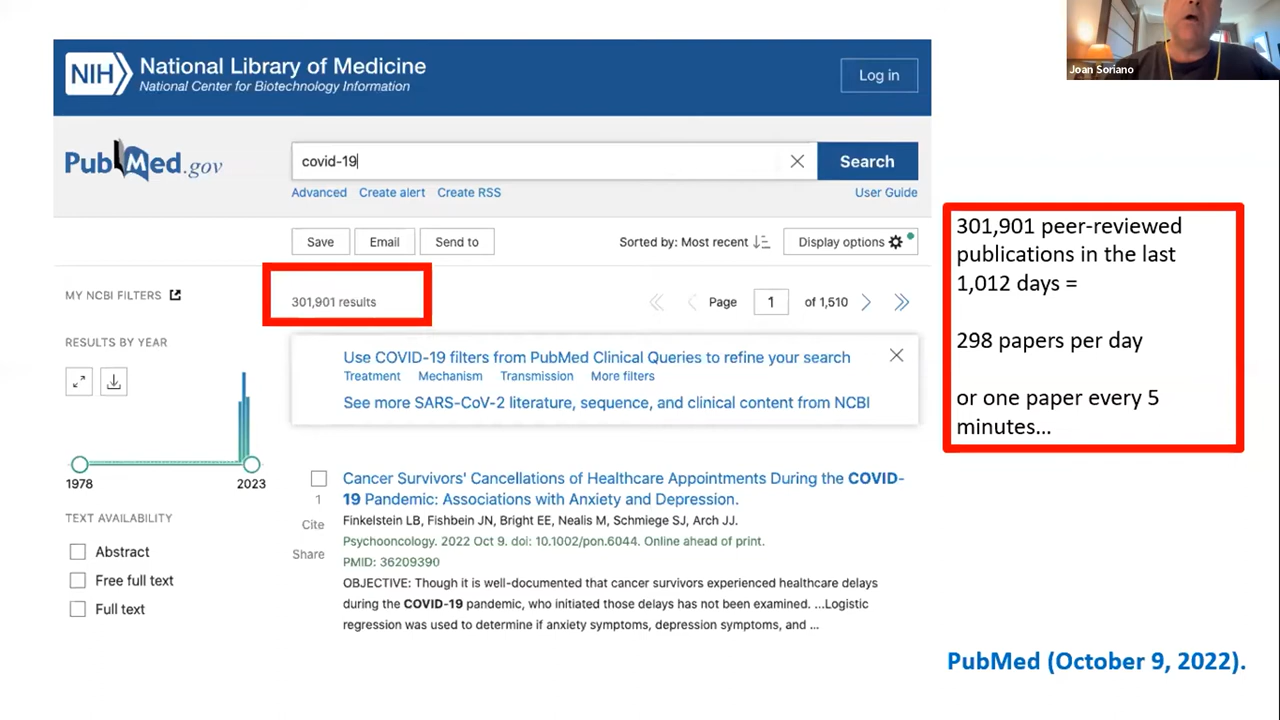 Joan Soriano
NIH National Library of Medicine
National Center for Biotechnology Information
Log in
PubMed.gov
covid-19
Search
Advanced Create alert Create RSS
User Guide
Save Email Send to
Sorted by: Most recent
Display options
MY NCBI FILTERS
301,901 results
Page 1 of 1,510
RESULTS BY YEAR
1978
2023
Use COVID-19 filters from PubMed Clinical Queries to refine your search
Treatment Mechanism Transmission More filters
See more SARS-CoV-2 literature, sequence, and clinical content from NCBI
TEXT AVAILABILITY
Abstract
Free full text
Full text
1
Cite
Share
Cancer Survivors' Cancellations of Healthcare Appointments During the COVID-
19 Pandemic: Associations with Anxiety and Depression.
Finkelstein LB, Fishbein JN, Bright EE, Nealis M, Schmiege SJ, Arch JJ.
Psychooncology. 2022 Oct 9. doi: 10.1002/pon.6044. Online ahead of print.
PMID: 36209390
OBJECTIVE: Though it is well-documented that cancer survivors experienced healthcare delays
during the COVID-19 pandemic, who initiated those delays has not been examined. ...Logistic
regression was used to determine if anxiety symptoms, depression symptoms, and ...
301,901 peer-reviewed
publications in the last
1,012 days =
298 papers per day
or one paper every 5
minutes...
PubMed (October 9, 2022).